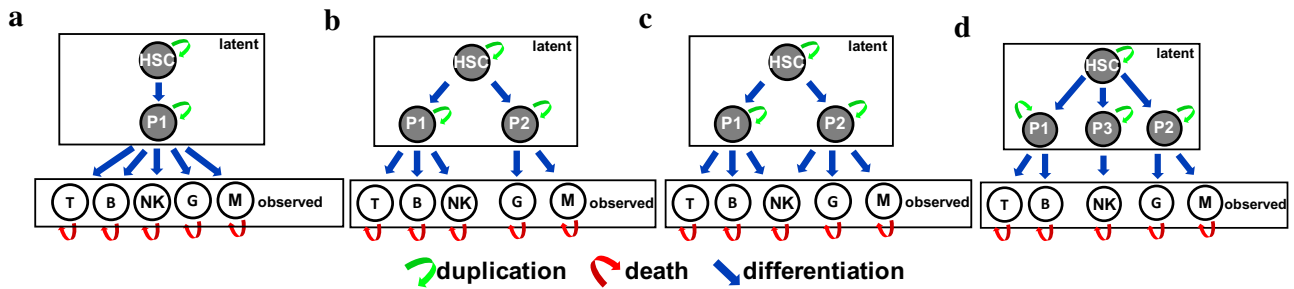 a
latent
HSC
P1
T B NK G M observed
b
latent
HSC
P1 P2
T B NK G M observed
c
latent
HSC
P1 P2
T B NK G M observed
d
latent
HSC
P1 P3 P2
T B NK G M observed
duplication death differentiation